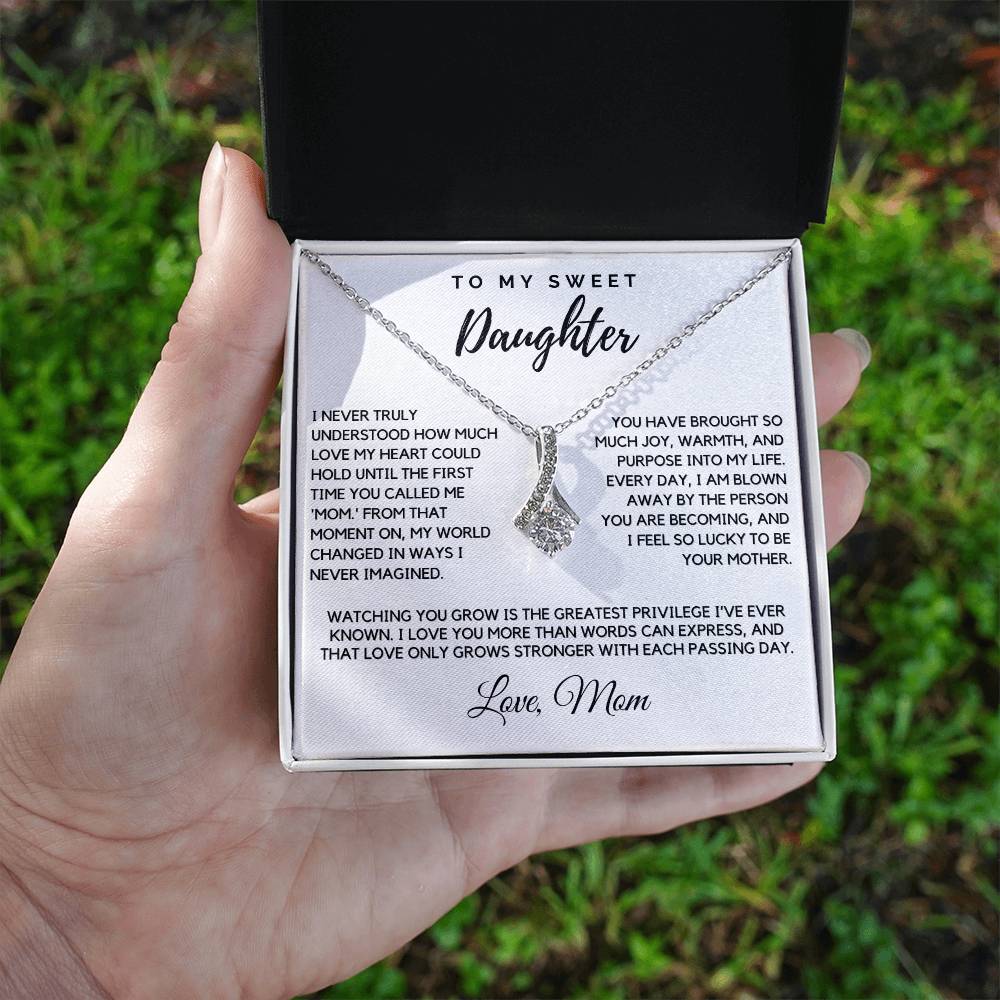 TO MY SWEET
Daughter
I NEVER TRULY
UNDERSTOOD HOW MUCH
LOVE MY HEART COULD
HOLD UNTIL THE FIRST
TIME YOU CALLED ME
'MOM.' FROM THAT
MOMENT ON, MY WORLD
CHANGED IN WAYS I
NEVER IMAGINED.
YOU HAVE BROUGHT SO
MUCH JOY, WARMTH, AND
PURPOSE INTO MY LIFE.
EVERY DAY, I AM BLOWN
AWAY BY THE PERSON
YOU ARE BECOMING, AND
I FEEL SO LUCKY TO BE
YOUR MOTHER.
WATCHING YOU GROW IS THE GREATEST PRIVILEGE I'VE EVER
KNOWN. I LOVE YOU MORE THAN WORDS CAN EXPRESS, AND
THAT LOVE ONLY GROWS STRONGER WITH EACH PASSING DAY.
Love, Mom